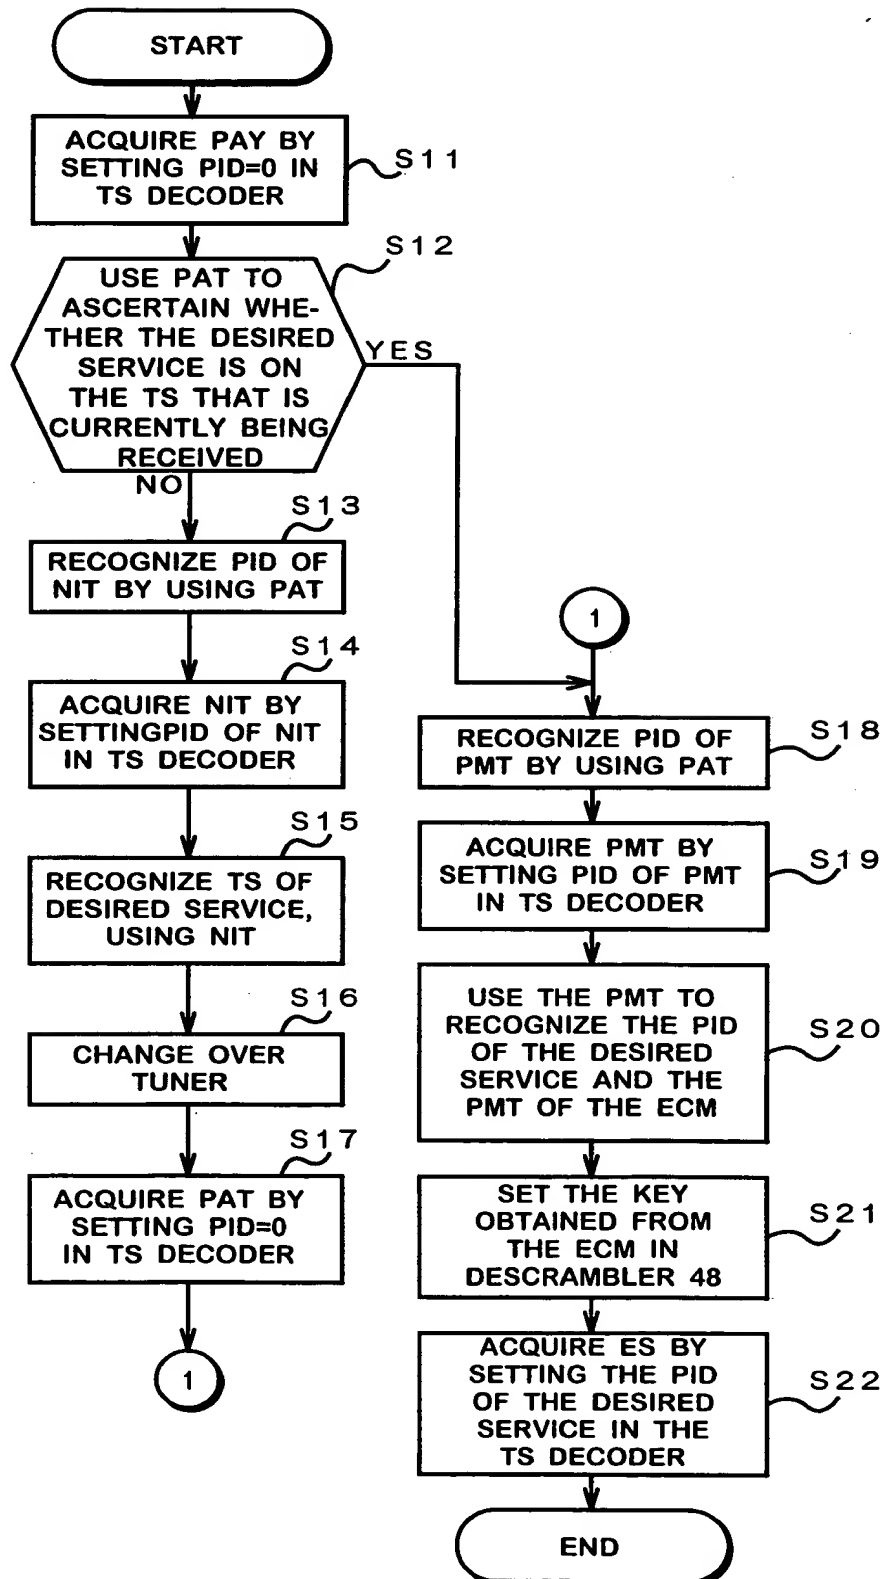 START
ACQUIRE PAY BY
SETTING PID=0 IN
TS DECODER
S11
S12
USE PAT TO
ASCERTAIN WHE-
THER THE DESIRED
SERVICE IS ON
THE TS THAT IS
CURRENTLY BEING
RECEIVED
YES
NO
S13
RECOGNIZE PID OF
NIT BY USING PAT
S14
ACQUIRE NIT BY
SETTINGPID OF NIT
IN TS DECODER
S15
RECOGNIZE TS OF
DESIRED SERVICE,
USING NIT
S16
CHANGE OVER
TUNER
S17
ACQUIRE PAT BY
SETTING PID=0
IN TS DECODER
1
1
RECOGNIZE PID OF
PMT BY USING PAT
S18
ACQUIRE PMT BY
SETTING PID OF PMT
IN TS DECODER
S19
USE THE PMT TO
RECOGNIZE THE PID
OF THE DESIRED
SERVICE AND THE
PMT OF THE ECM
S20
SET THE KEY
OBTAINED FROM
THE ECM IN
DESCRAMBLER 48
S21
ACQUIRE ES BY
SETTING THE PID
OF THE DESIRED
SERVICE IN THE
TS DECODER
S22
END